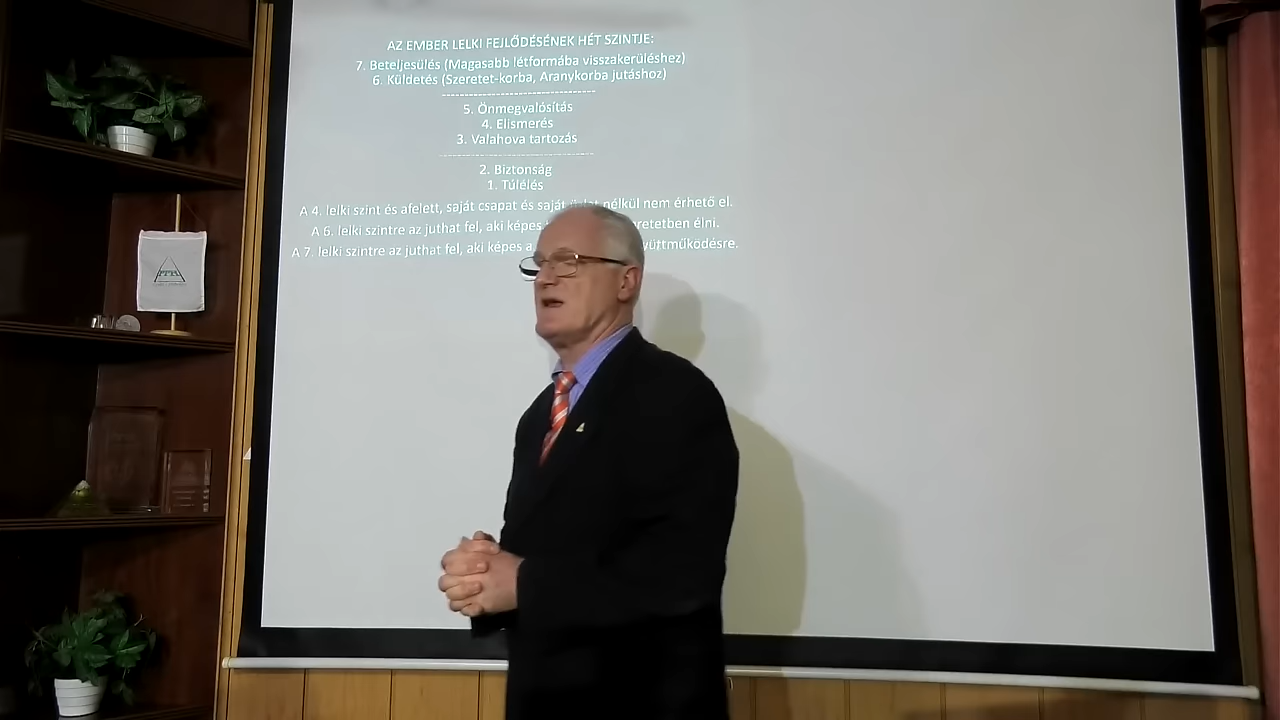 AZ EMBER LELKI FEJLŐDÉSÉNEK HÉT SZINTJE:
7. Beteljesülés (Magasabb létformába visszakerüléshez)
6. Küldetés (Szeretet-korba, Aranykorba jutáshoz)
5. Önmegvalósítás
4. Elismerés
3. Valahova tartozás
2. Biztonság
1. Túlélés
A 4. lelki szint és afelett, saját csapat és saját nélkül nem érhető el.
A 6. lelki szintre az juthat fel, aki képes élni.
A 7. lelki szintre az juthat fel, aki képes a